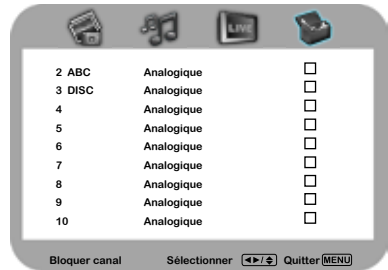 LIVE
2 ABC Analogique
3 DISC Analogique
4 Analogique
5 Analogique
6 Analogique
7 Analogique
8 Analogique
9 Analogique
10 Analogique
Bloquer canal Sélectionner ◀▶/⬍ Quitter MENU